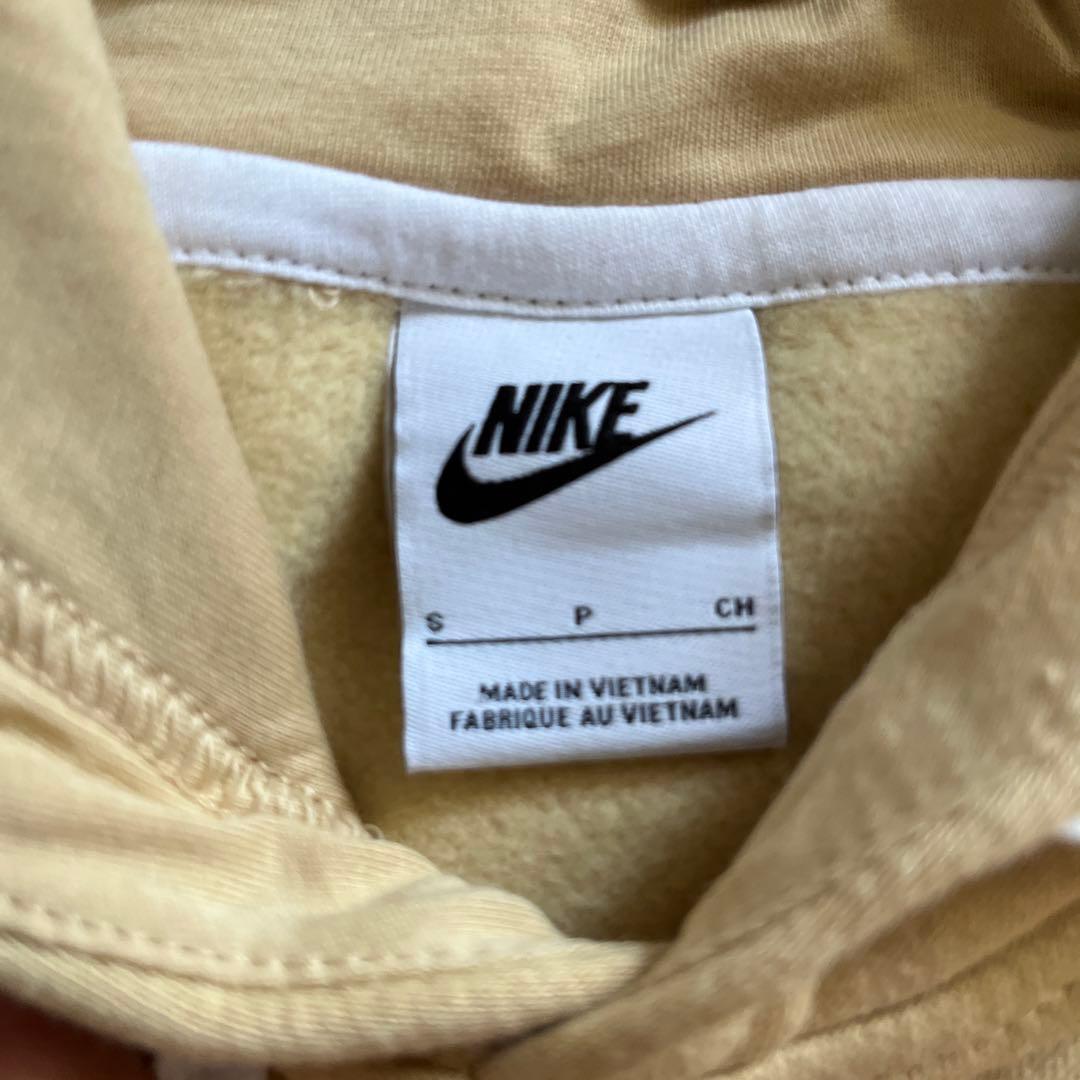 NIKE
S P CH
MADE IN VIETNAM
FABRIQUE AU VIETNAM